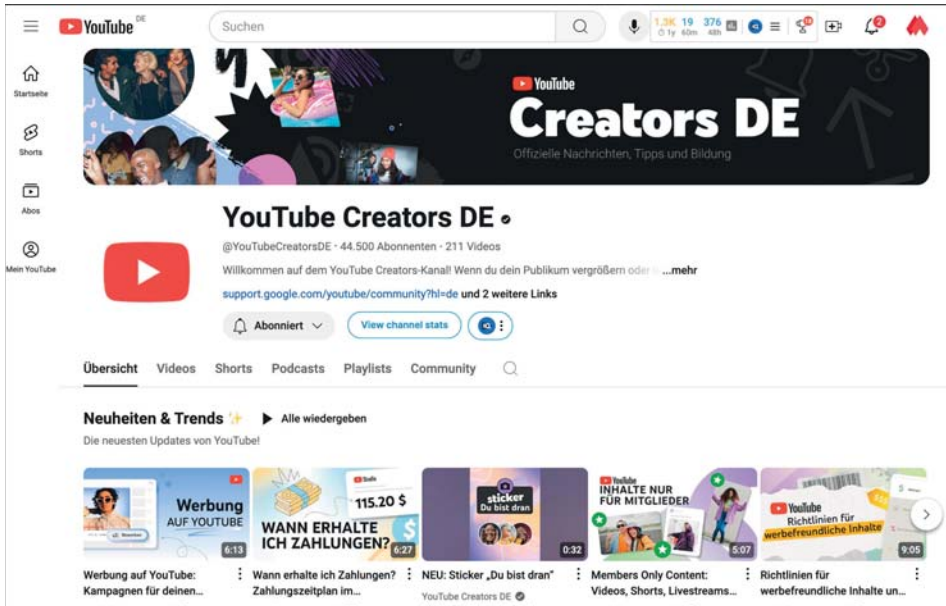 YouTube DE
Suchen
1.3K 19 376
1y 60m 48h
18
2
Startseite
Shorts
Abos
Mein YouTube
YouTube
Creators DE
Offizielle Nachrichten, Tipps und Bildung
YouTube Creators DE
@YouTubeCreatorsDE · 44.500 Abonnenten · 211 Videos
Willkommen auf dem YouTube Creators-Kanal! Wenn du dein Publikum vergrößern oder ...mehr
support.google.com/youtube/community?hl=de und 2 weitere Links
Abonniert
View channel stats
Übersicht Videos Shorts Podcasts Playlists Community
Neuheiten & Trends ✨ Alle wiedergeben
Die neuesten Updates von YouTube!
Werbung
AUF YOUTUBE
6:13
Studio
115.20 $
WANN ERHALTE
ICH ZAHLUNGEN?
6:27
sticker
Du bist dran
0:32
YouTube
INHALTE NUR
FÜR MITGLIEDER
5:07
YouTube
Richtlinien für
werbefreundliche Inhalte
9:05
Werbung auf YouTube:
Kampagnen für deinen...
Wann erhalte ich Zahlungen?
Zahlungszeitplan im...
NEU: Sticker „Du bist dran“
YouTube Creators DE
Members Only Content:
Videos, Shorts, Livestreams...
Richtlinien für
werbefreundliche Inhalte un...